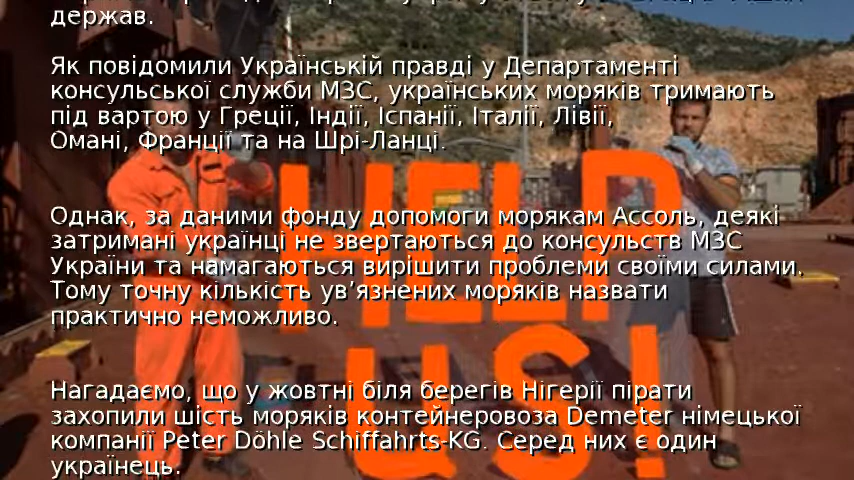 держав.
Як повідомили Українській правді у Департаменті
консульської служби МЗС, українських моряків тримають
під вартою у Греції, Індії, Іспанії, Італії, Лівії,
Омані, Франції та на Шрі-Ланці.
Однак, за даними фонду допомоги морякам Ассоль, деякі
затримані українці не звертаються до консульств МЗС
України та намагаються вирішити проблеми своїми силами.
Тому точну кількість ув’язнених моряків назвати
практично неможливо.
Нагадаємо, що у жовтні біля берегів Нігерії пірати
захопили шість моряків контейнеровоза Demeter німецької
компанії Peter Döhle Schiffahrts-KG. Серед них є один
українець.
HELP
US!